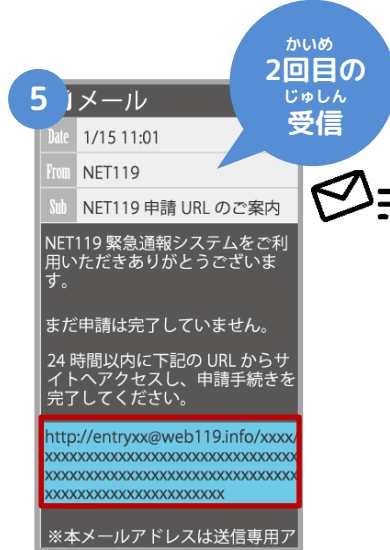 かいめ
2回目の
じゅしん
受信
5
メール
Date 1/15 11:01
From NET119
Sub NET119 申請 URL のご案内
NET119 緊急通報システムをご利
用いただきありがとうございま
す。
まだ申請は完了していません。
24 時間以内に下記の URL からサ
イトへアクセスし、申請手続きを
完了してください。
http://entryxx@web119.info/xxxx/
xxxxxxxxxxxxxxxxxxxxxxxxxxxxx
xxxxxxxxxxxxxxxxxxxxxxxxxxxxx
xxxxxxxxxxxxxxxxxxxxx
※本メールアドレスは送信専用ア